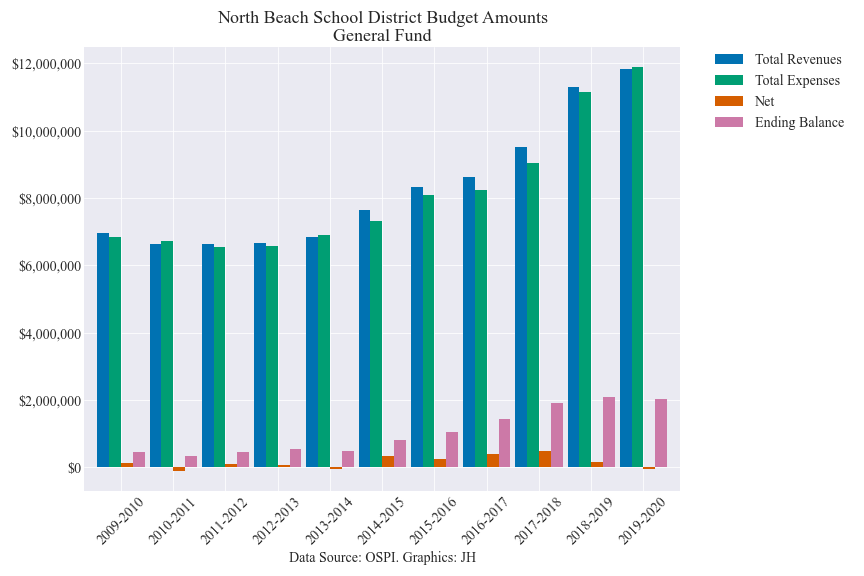 North Beach School District Budget Amounts
General Fund
$12,000,000
$10,000,000
$8,000,000
$6,000,000
$4,000,000
$2,000,000
$0
2009-2010
2010-2011
2011-2012
2012-2013
2013-2014
2014-2015
2015-2016
2016-2017
2017-2018
2018-2019
2019-2020
Data Source: OSPI. Graphics: JH
Total Revenues
Total Expenses
Net
Ending Balance